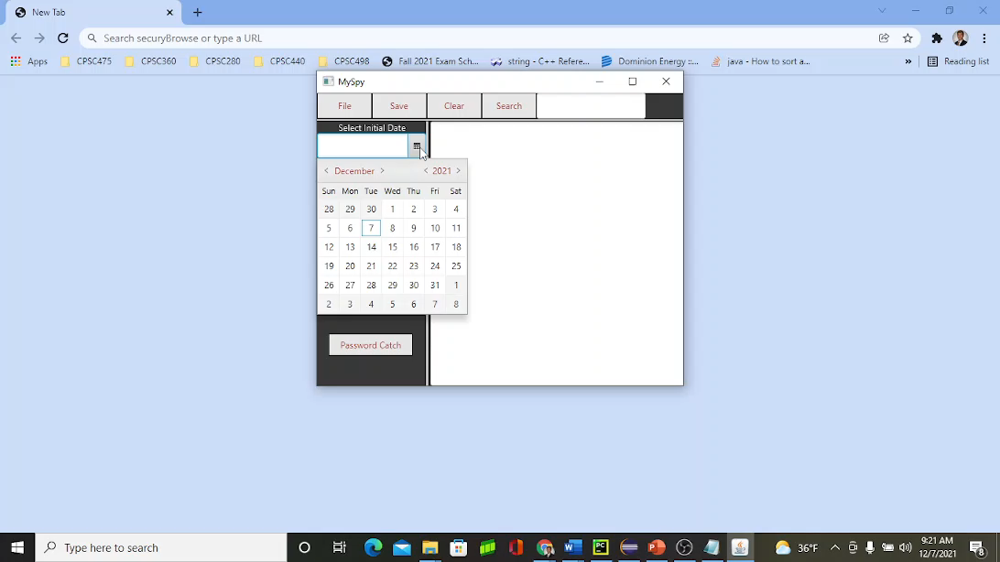 New Tab
Search securyBrowse or type a URL
Apps CPSC475 CPSC360 CPSC280 CPSC440 CPSC498 Fall 2021 Exam Sch... string - C++ Refere... Dominion Energy ::... java - How to sort a... » Reading list
MySpy
File Save Clear Search
Select Initial Date
< December > < 2021 >
Sun Mon Tue Wed Thu Fri Sat
28 29 30 1 2 3 4
5 6 7 8 9 10 11
12 13 14 15 16 17 18
19 20 21 22 23 24 25
26 27 28 29 30 31 1
2 3 4 5 6 7 8
Password Catch
Type here to search
36°F
9:21 AM
12/7/2021